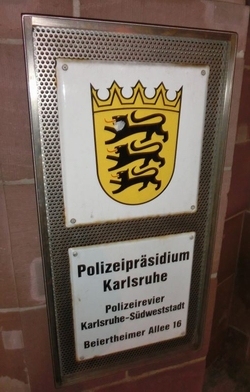 Polizeipräsidium
Karlsruhe
Polizeirevier
Karlsruhe-Südweststadt
Beiertheimer Allee 16